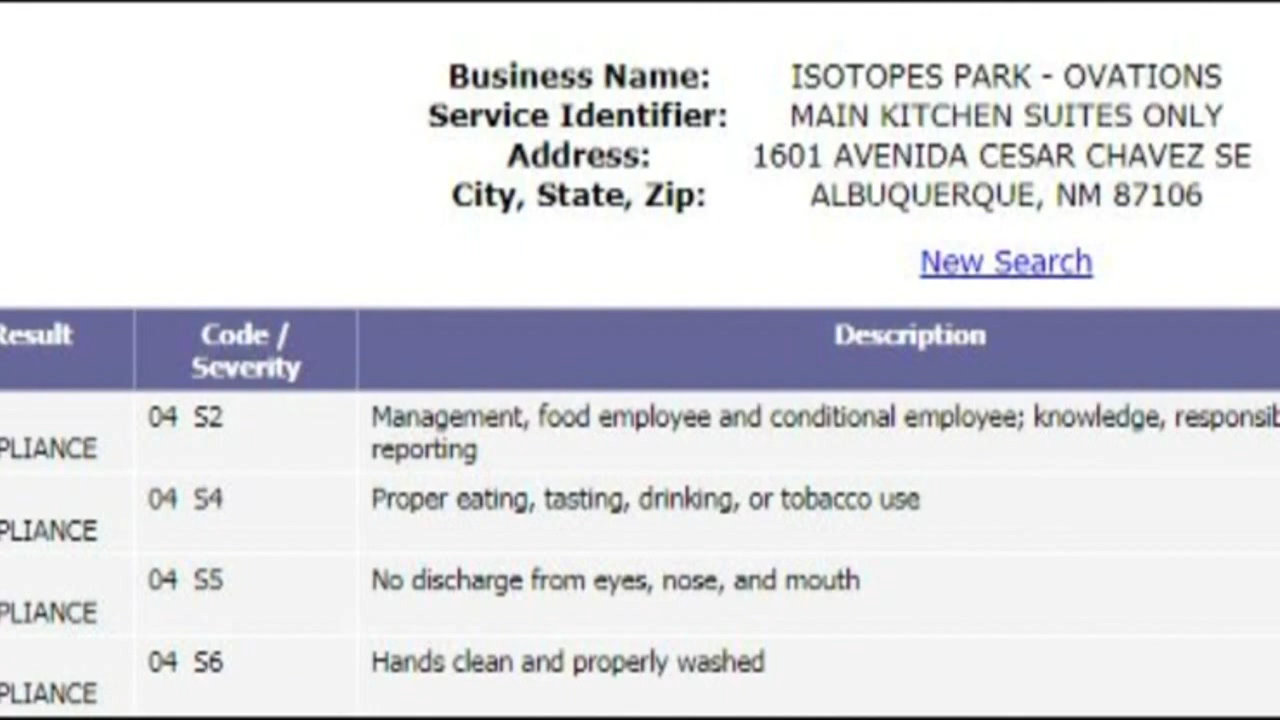 Business Name: ISOTOPES PARK - OVATIONS
Service Identifier: MAIN KITCHEN SUITES ONLY
Address: 1601 AVENIDA CESAR CHAVEZ SE
City, State, Zip: ALBUQUERQUE, NM 87106
New Search
Result Code / Description
Severity
04 S2 Management, food employee and conditional employee; knowledge, responsib
PLIANCE reporting
04 S4 Proper eating, tasting, drinking, or tobacco use
PLIANCE
04 S5 No discharge from eyes, nose, and mouth
PLIANCE
04 S6 Hands clean and properly washed
PLIANCE